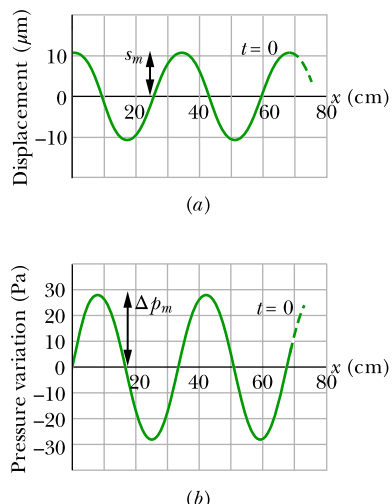 Displacement (μm)
10
0
−10
s_m
t = 0
20
40
60
80
x (cm)
(a)
Pressure variation (Pa)
30
20
10
0
−10
−20
−30
Δp_m
t = 0
20
40
60
80
x (cm)
(b)